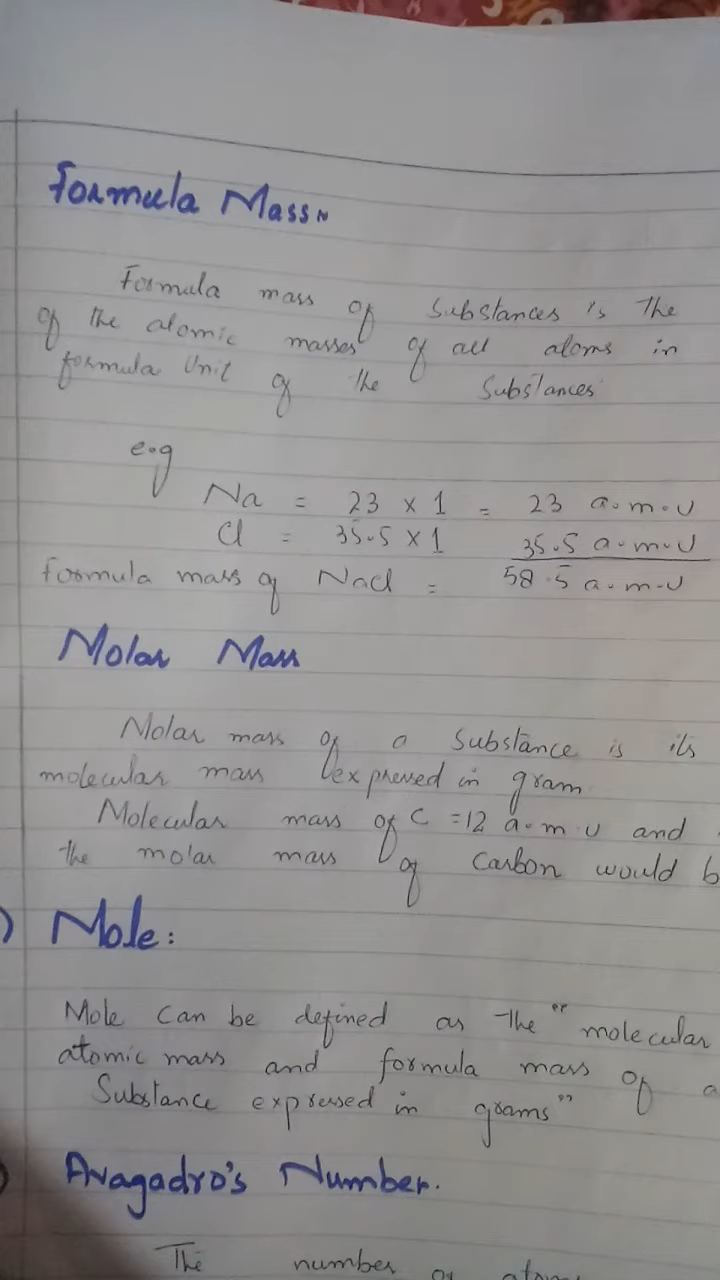 Formula Mass
Formula mass of Substances is The
of the atomic masses of all atoms in
formula Unit of the Substances
e.g
Na = 23 x 1 = 23 a.m.u
Cl = 35.5 x 1 35.5 a.m.u
formula mass of Nacl = 58.5 a.m.u
Molar Mass
Molar mass of a Substance is its
molecular mass expressed in gram
Molecular mass of C = 12 a.m.u and
the molar mass of Carbon would b
) Mole:
Mole Can be defined as The "molecular
atomic mass and formula mass of a
Substance expressed in grams"
Avagadro's Number.
The number of atom